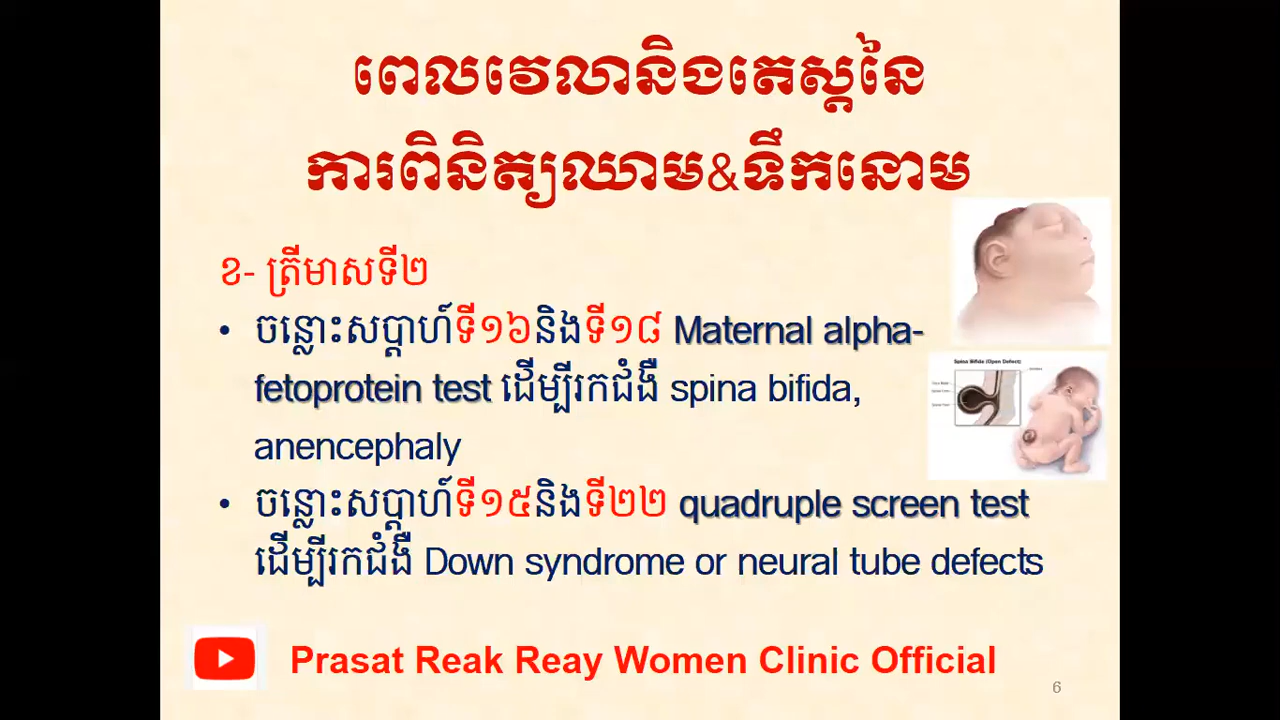 ពេលវេលានិងតេស្តនៃ
ការពិនិត្យឈាម&ទឹកនោម
ខ- ត្រីមាសទី២
• ចន្លោះសប្តាហ៍ទី១៦និងទី១៨ Maternal alpha-
fetoprotein test ដើម្បីរកជំងឺ spina bifida,
anencephaly
Spina Bifida (Open Defect)
• ចន្លោះសប្តាហ៍ទី១៥និងទី២២ quadruple screen test
ដើម្បីរកជំងឺ Down syndrome or neural tube defects
Prasat Reak Reay Women Clinic Official
6